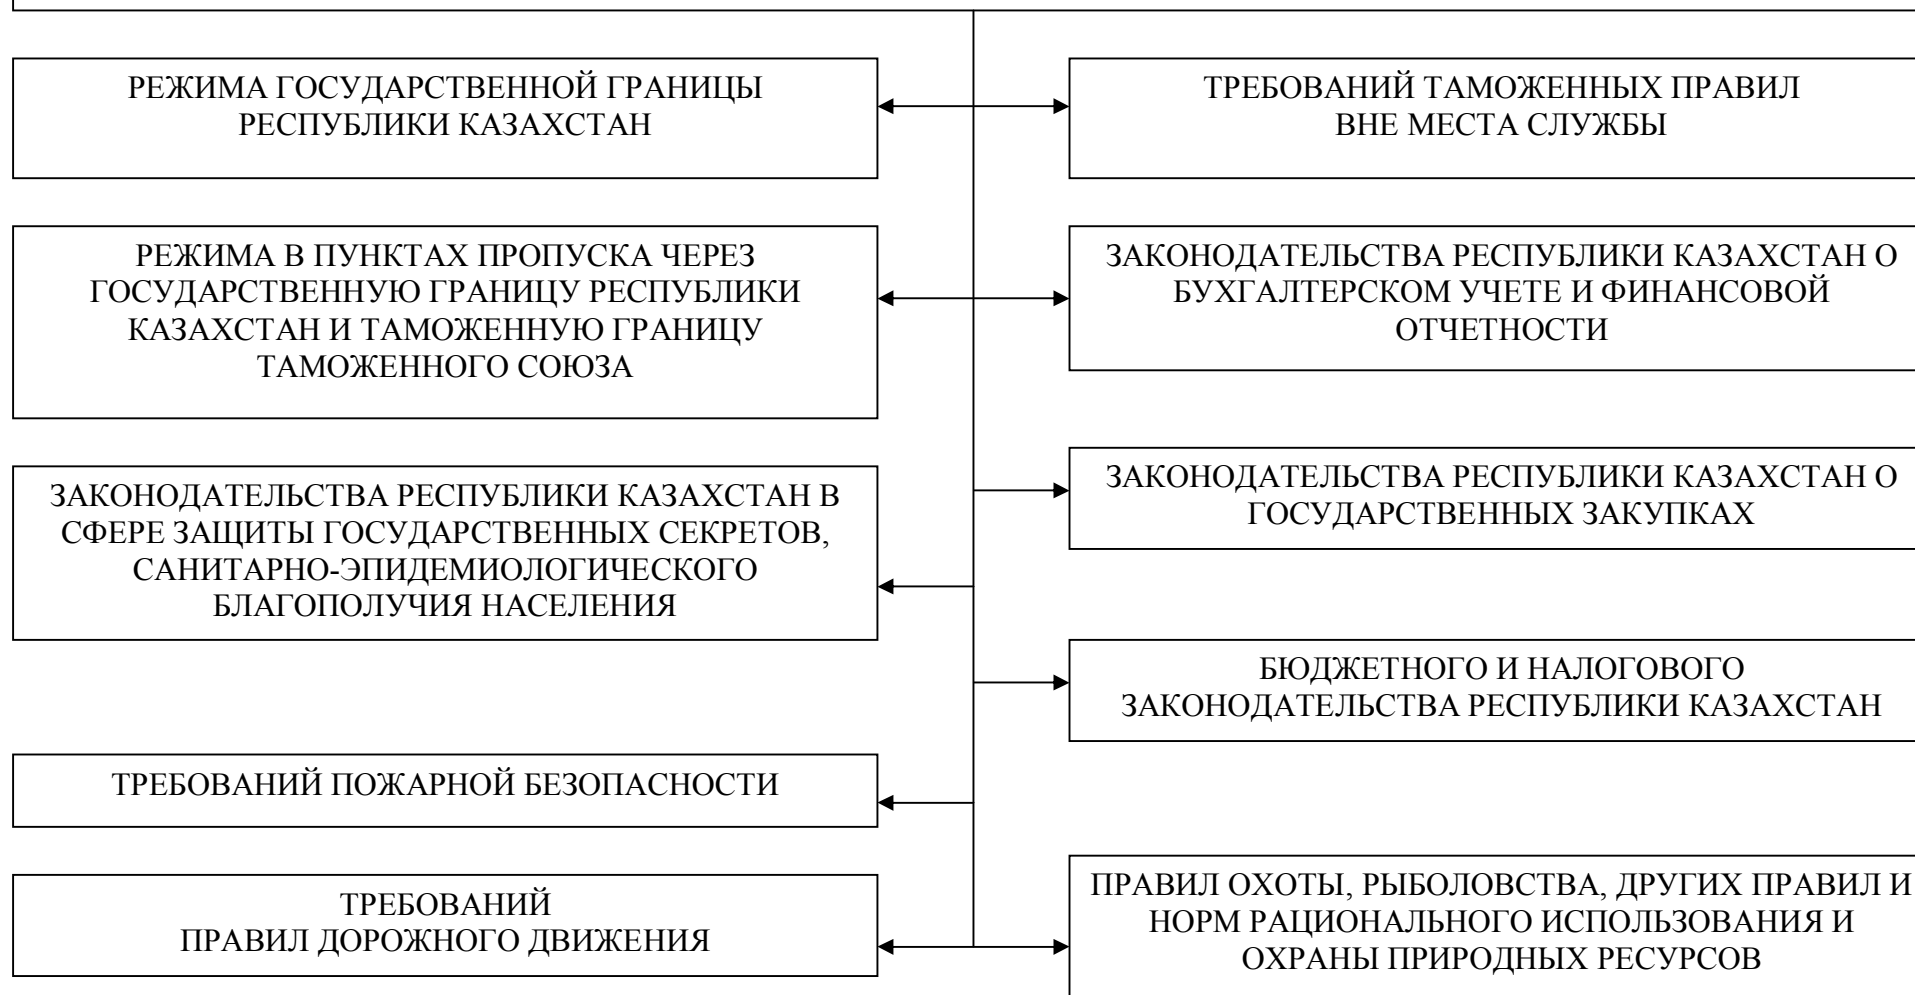 РЕЖИМА ГОСУДАРСТВЕННОЙ ГРАНИЦЫ
РЕСПУБЛИКИ КАЗАХСТАН
ТРЕБОВАНИЙ ТАМОЖЕННЫХ ПРАВИЛ
ВНЕ МЕСТА СЛУЖБЫ
РЕЖИМА В ПУНКТАХ ПРОПУСКА ЧЕРЕЗ
ГОСУДАРСТВЕННУЮ ГРАНИЦУ РЕСПУБЛИКИ
КАЗАХСТАН И ТАМОЖЕННУЮ ГРАНИЦУ
ТАМОЖЕННОГО СОЮЗА
ЗАКОНОДАТЕЛЬСТВА РЕСПУБЛИКИ КАЗАХСТАН О
БУХГАЛТЕРСКОМ УЧЕТЕ И ФИНАНСОВОЙ
ОТЧЕТНОСТИ
ЗАКОНОДАТЕЛЬСТВА РЕСПУБЛИКИ КАЗАХСТАН В
СФЕРЕ ЗАЩИТЫ ГОСУДАРСТВЕННЫХ СЕКРЕТОВ,
САНИТАРНО-ЭПИДЕМИОЛОГИЧЕСКОГО
БЛАГОПОЛУЧИЯ НАСЕЛЕНИЯ
ЗАКОНОДАТЕЛЬСТВА РЕСПУБЛИКИ КАЗАХСТАН О
ГОСУДАРСТВЕННЫХ ЗАКУПКАХ
БЮДЖЕТНОГО И НАЛОГОВОГО
ЗАКОНОДАТЕЛЬСТВА РЕСПУБЛИКИ КАЗАХСТАН
ТРЕБОВАНИЙ ПОЖАРНОЙ БЕЗОПАСНОСТИ
ТРЕБОВАНИЙ
ПРАВИЛ ДОРОЖНОГО ДВИЖЕНИЯ
ПРАВИЛ ОХОТЫ, РЫБОЛОВСТВА, ДРУГИХ ПРАВИЛ И
НОРМ РАЦИОНАЛЬНОГО ИСПОЛЬЗОВАНИЯ И
ОХРАНЫ ПРИРОДНЫХ РЕСУРСОВ